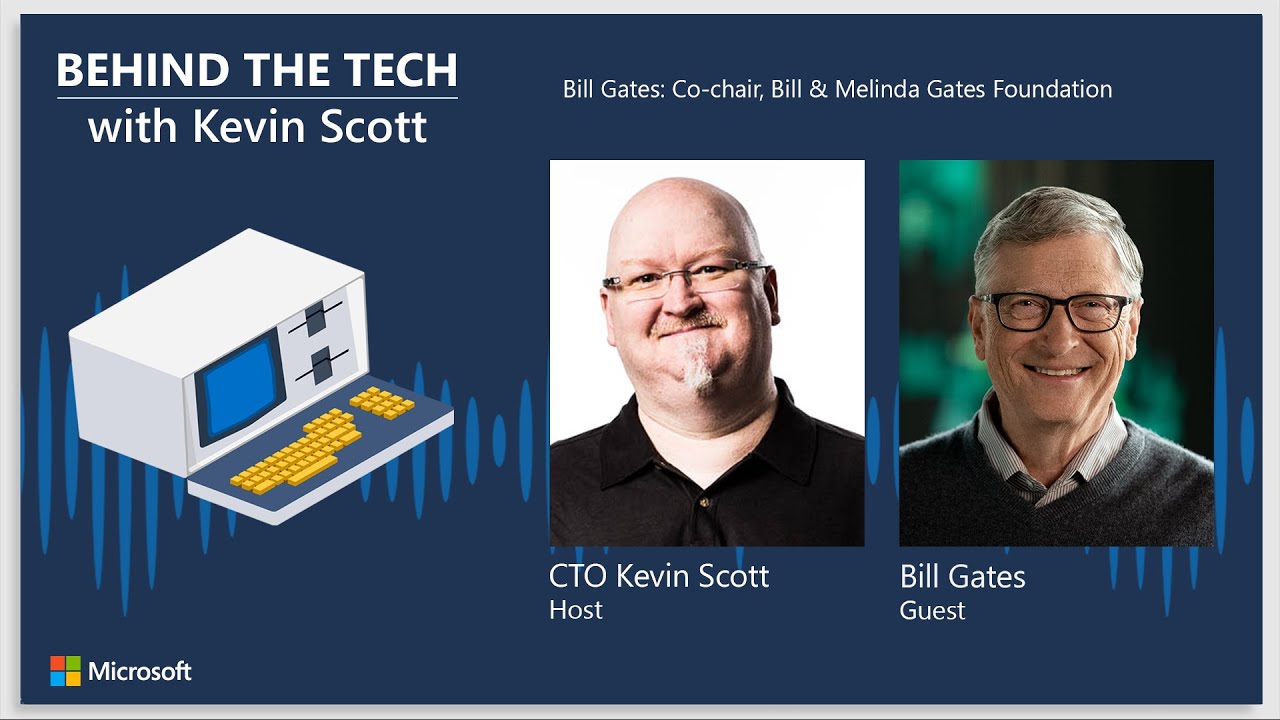 BEHIND THE TECH
with Kevin Scott
Bill Gates: Co-chair, Bill & Melinda Gates Foundation
CTO Kevin Scott
Host
Bill Gates
Guest
Microsoft